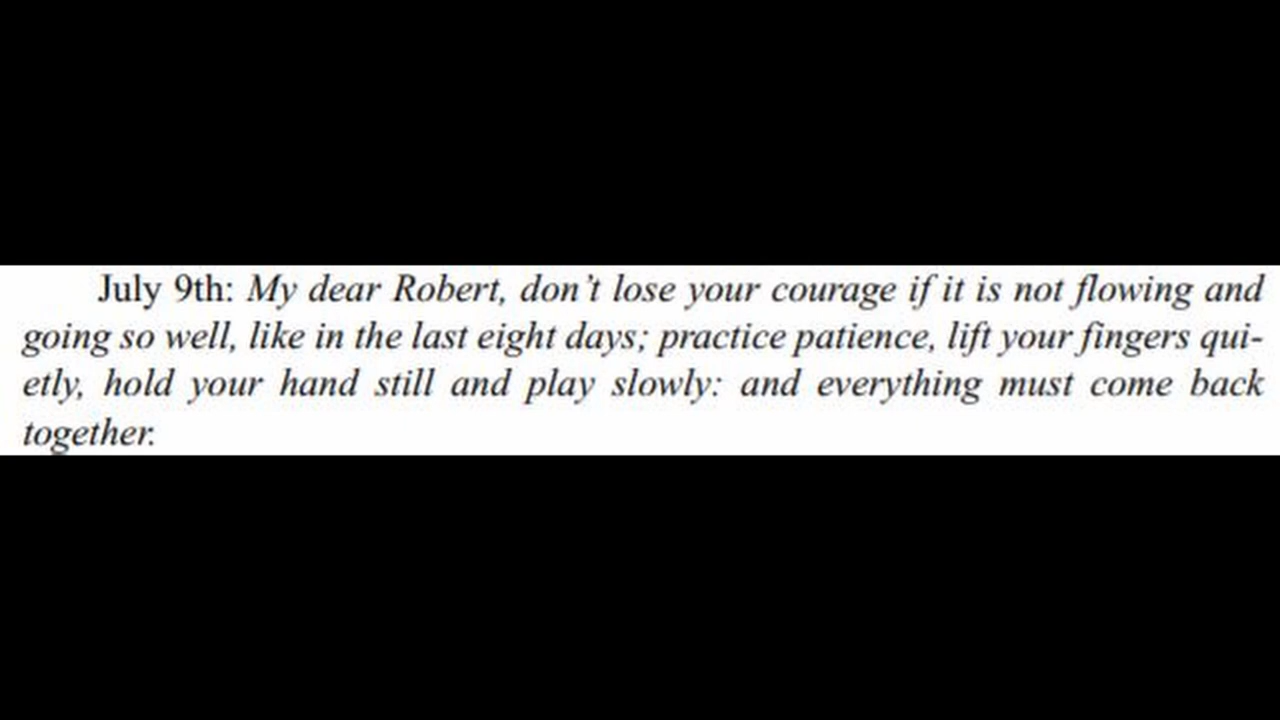 July 9th: My dear Robert, don't lose your courage if it is not flowing and
going so well, like in the last eight days; practice patience, lift your fingers qui-
etly, hold your hand still and play slowly: and everything must come back
together.